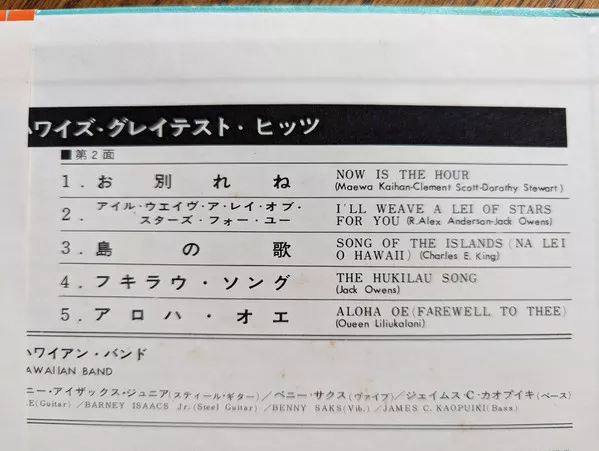 ハワイズ・グレイテスト・ヒッツ
■第2面
1. お別れね NOW IS THE HOUR
(Maewa Kaihan-Clement Scott-Dorothy Stewart)
2. アイル・ウエイヴ・ア・レイ・オブ・ I'LL WEAVE A LEI OF STARS
スターズ・フォー・ユー FOR YOU (R. Alex Anderson-Jack Owens)
3. 島の歌 SONG OF THE ISLANDS (NA LEI
O HAWAII) (Charles E. King)
4. フキラウ・ソング THE HUKILAU SONG
(Jack Owens)
5. アロハ・オエ ALOHA OE (FAREWELL TO THEE)
(Queen Liliukalani)
ハワイアン・バンド
AWAIIAN BAND
ニー・アイザックス・ジュニア(スティール・ギター)／ベニー・サクス(ヴァイブ)／ジェイムス・C・カオプイキ(ベース)
E(Guitar)／BARNEY ISAACS Jr.(Steel Guitar)／BENNY SAKS(Vib.)／JAMES C. KAOPUIKI(Bass)